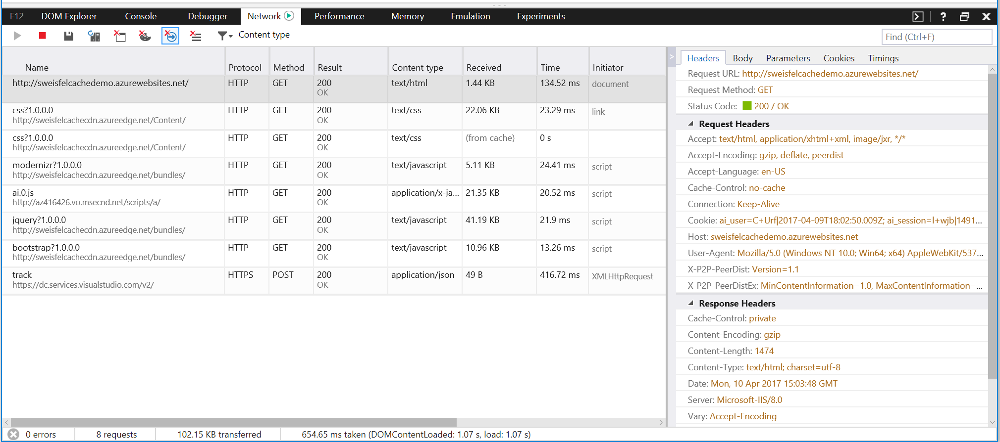 F12 DOM Explorer Console Debugger Network Performance Memory Emulation Experiments ?
Content type
Find (Ctrl+F)
Name Protocol Method Result Content type Received Time Initiator
http://sweisfelcachedemo.azurewebsites.net/ HTTP GET 200 text/html 1.44 KB 134.52 ms document
OK
css?1.0.0.0 HTTP GET 200 text/css 22.06 KB 23.29 ms link
http://sweisfelcachecdn.azureedge.net/Content/ OK
css?1.0.0.0 HTTP GET 200 text/css (from cache) 0 s
http://sweisfelcachecdn.azureedge.net/Content/ OK
modernizr?1.0.0.0 HTTP GET 200 text/javascript 5.11 KB 24.41 ms script
http://sweisfelcachecdn.azureedge.net/bundles/ OK
ai.0.js HTTP GET 200 application/x-ja... 21.35 KB 20.52 ms script
http://az416426.vo.msecnd.net/scripts/a/ OK
jquery?1.0.0.0 HTTP GET 200 text/javascript 41.19 KB 21.9 ms script
http://sweisfelcachecdn.azureedge.net/bundles/ OK
bootstrap?1.0.0.0 HTTP GET 200 text/javascript 10.96 KB 13.26 ms script
http://sweisfelcachecdn.azureedge.net/bundles/ OK
track HTTPS POST 200 application/json 49 B 416.72 ms XMLHttpRequest
https://dc.services.visualstudio.com/v2/ OK
Headers Body Parameters Cookies Timings
Request URL: http://sweisfelcachedemo.azurewebsites.net/
Request Method: GET
Status Code: 200 / OK
Request Headers
Accept: text/html, application/xhtml+xml, image/jxr, */*
Accept-Encoding: gzip, deflate, peerdist
Accept-Language: en-US
Cache-Control: no-cache
Connection: Keep-Alive
Cookie: ai_user=C+Urf|2017-04-09T18:02:50.009Z; ai_session=l+wjb|1491...
Host: sweisfelcachedemo.azurewebsites.net
User-Agent: Mozilla/5.0 (Windows NT 10.0; Win64; x64) AppleWebKit/537...
X-P2P-PeerDist: Version=1.1
X-P2P-PeerDistEx: MinContentInformation=1.0, MaxContentInformation=...
Response Headers
Cache-Control: private
Content-Encoding: gzip
Content-Length: 1474
Content-Type: text/html; charset=utf-8
Date: Mon, 10 Apr 2017 15:03:48 GMT
Server: Microsoft-IIS/8.0
Vary: Accept-Encoding
0 errors 8 requests 102.15 KB transferred 654.65 ms taken (DOMContentLoaded: 1.07 s, load: 1.07 s)